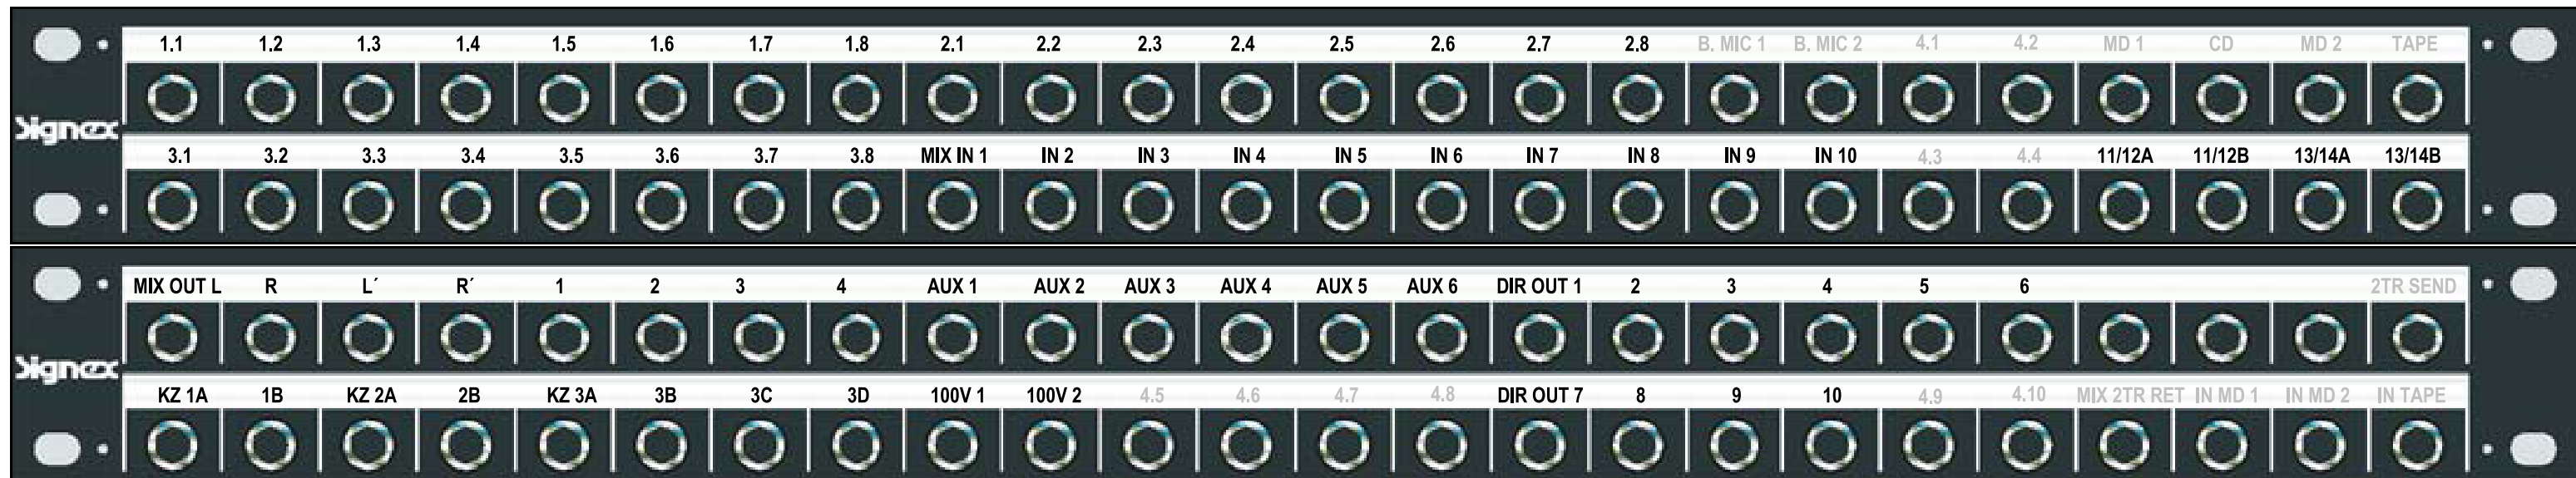 1.1 1.2 1.3 1.4 1.5 1.6 1.7 1.8 2.1 2.2 2.3 2.4 2.5 2.6 2.7 2.8 B. MIC 1 B. MIC 2 4.1 4.2 MD 1 CD MD 2 TAPE
Signex
3.1 3.2 3.3 3.4 3.5 3.6 3.7 3.8 MIX IN 1 IN 2 IN 3 IN 4 IN 5 IN 6 IN 7 IN 8 IN 9 IN 10 4.3 4.4 11/12A 11/12B 13/14A 13/14B
MIX OUT L R L´ R´ 1 2 3 4 AUX 1 AUX 2 AUX 3 AUX 4 AUX 5 AUX 6 DIR OUT 1 2 3 4 5 6 2TR SEND
Signex
KZ 1A 1B KZ 2A 2B KZ 3A 3B 3C 3D 100V 1 100V 2 4.5 4.6 4.7 4.8 DIR OUT 7 8 9 10 4.9 4.10 MIX 2TR RET IN MD 1 IN MD 2 IN TAPE